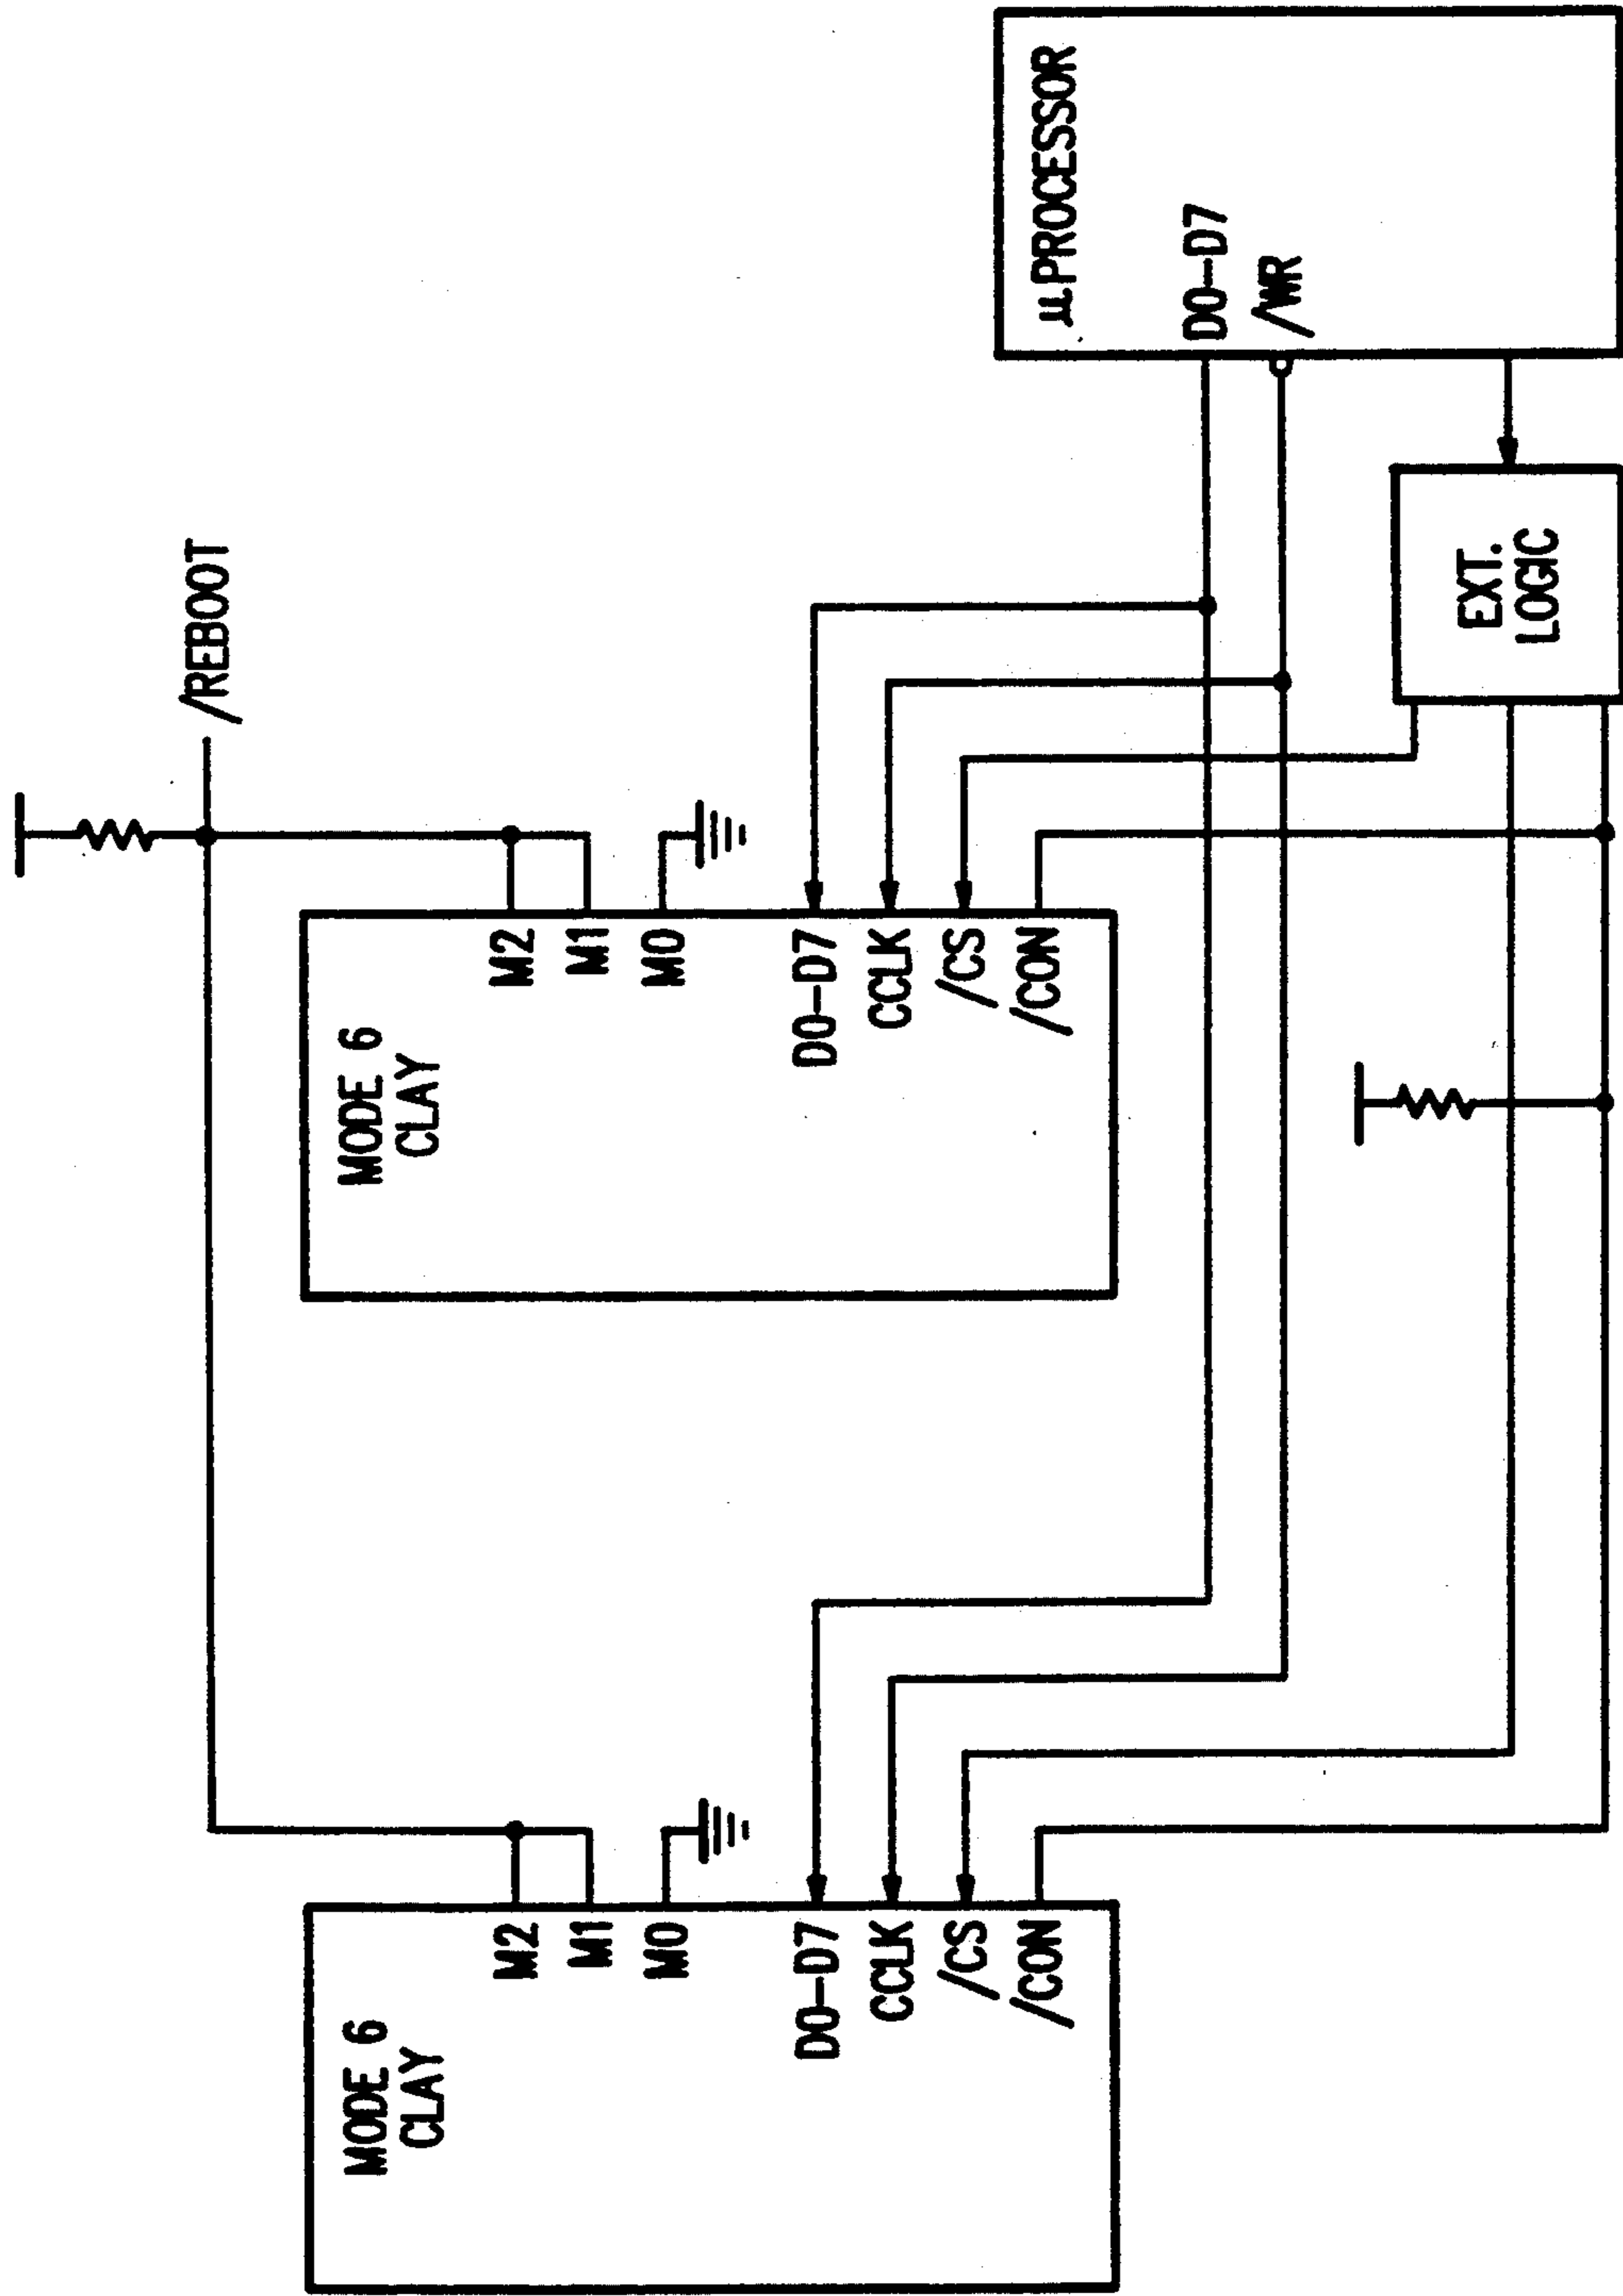 /REBOOT
MODE 6
CLAY
M2
M1
M0
D0-D7
CCLK
/CS
/CON
MODE 6
CLAY
M2
M1
M0
D0-D7
CCLK
/CS
/CON
μPROCESSOR
D0-D7
/WR
EXT.
LOGIC